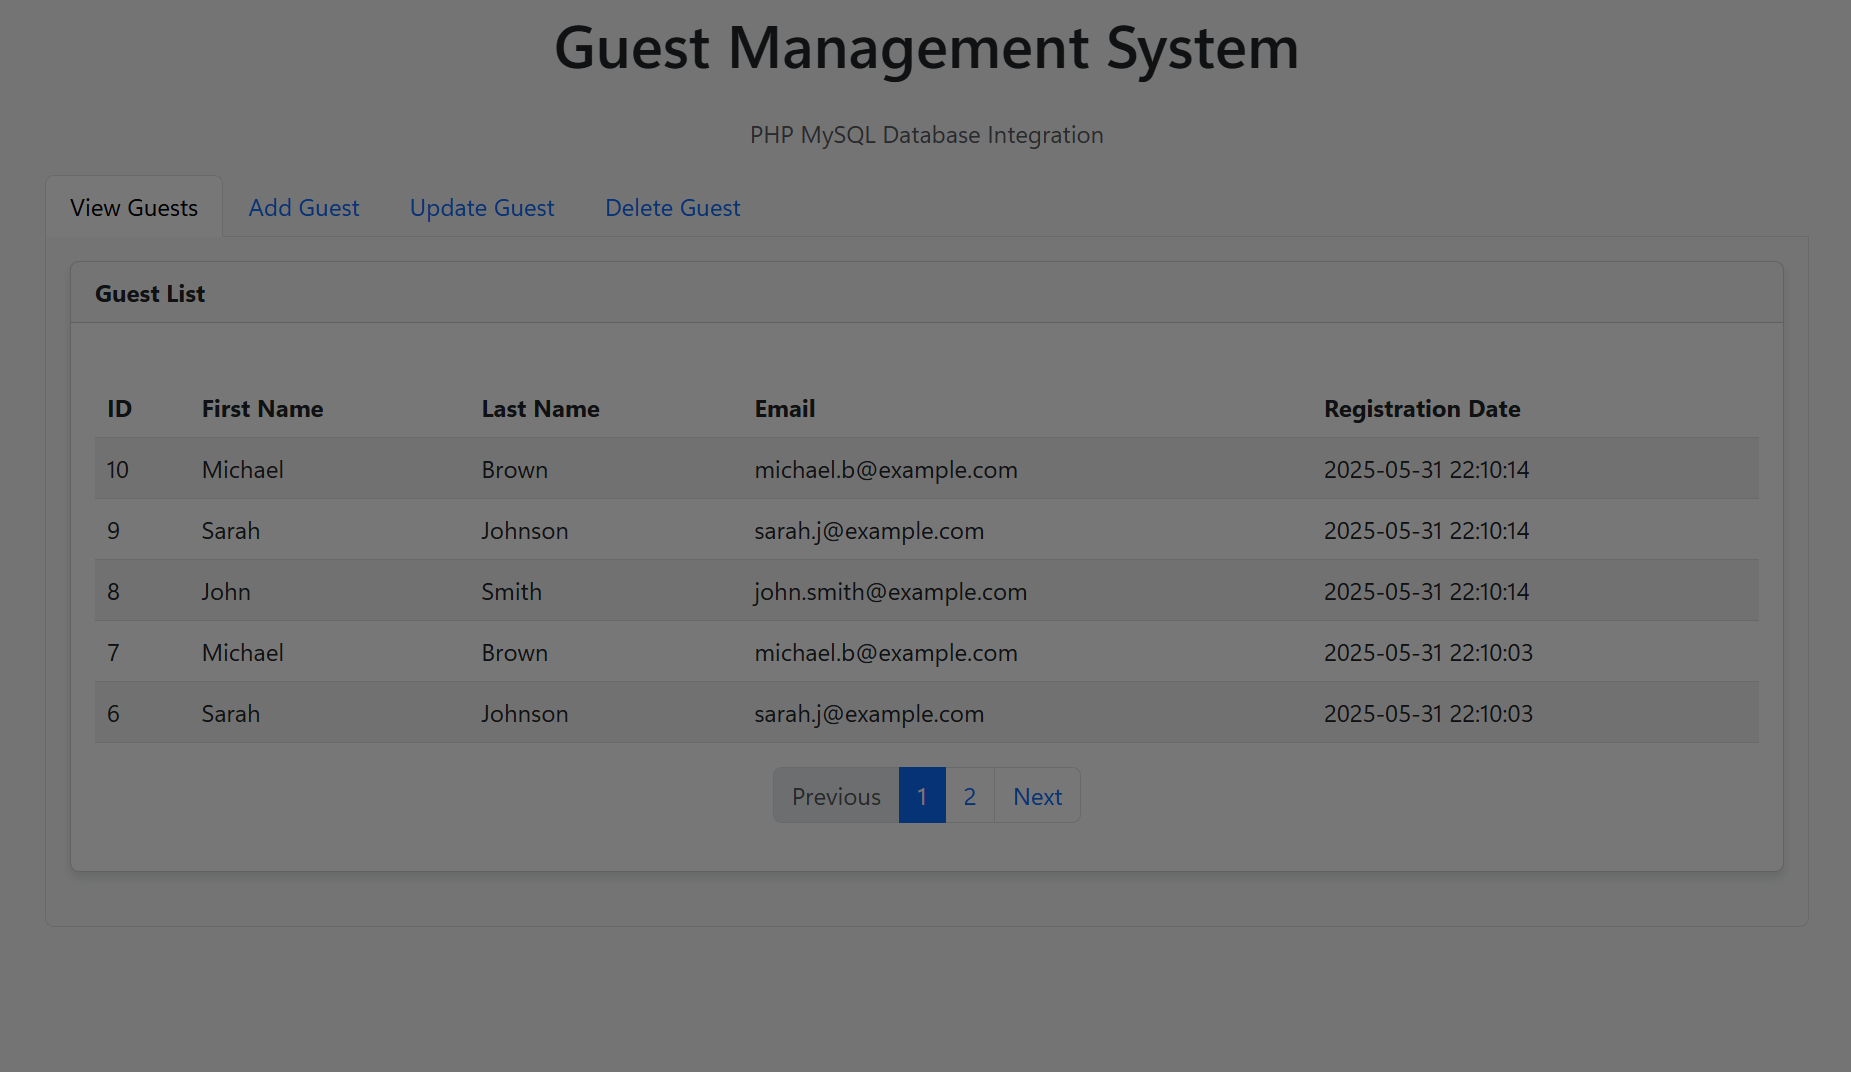 Guest Management System
PHP MySQL Database Integration
View Guests Add Guest Update Guest Delete Guest
Guest List
ID First Name Last Name Email Registration Date
10 Michael Brown michael.b@example.com 2025-05-31 22:10:14
9 Sarah Johnson sarah.j@example.com 2025-05-31 22:10:14
8 John Smith john.smith@example.com 2025-05-31 22:10:14
7 Michael Brown michael.b@example.com 2025-05-31 22:10:03
6 Sarah Johnson sarah.j@example.com 2025-05-31 22:10:03
Previous 1 2 Next